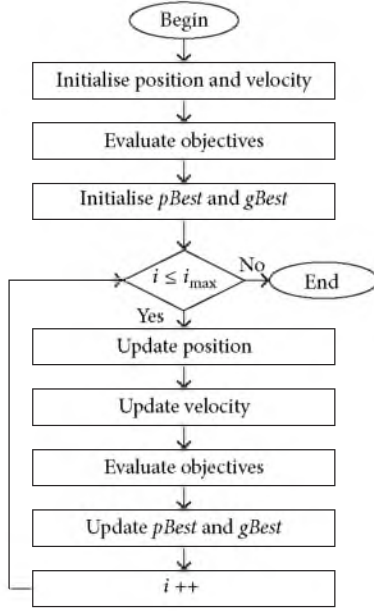 Begin
Initialise position and velocity
Evaluate objectives
Initialise pBest and gBest
i ≤ imax
No
End
Yes
Update position
Update velocity
Evaluate objectives
Update pBest and gBest
i ++